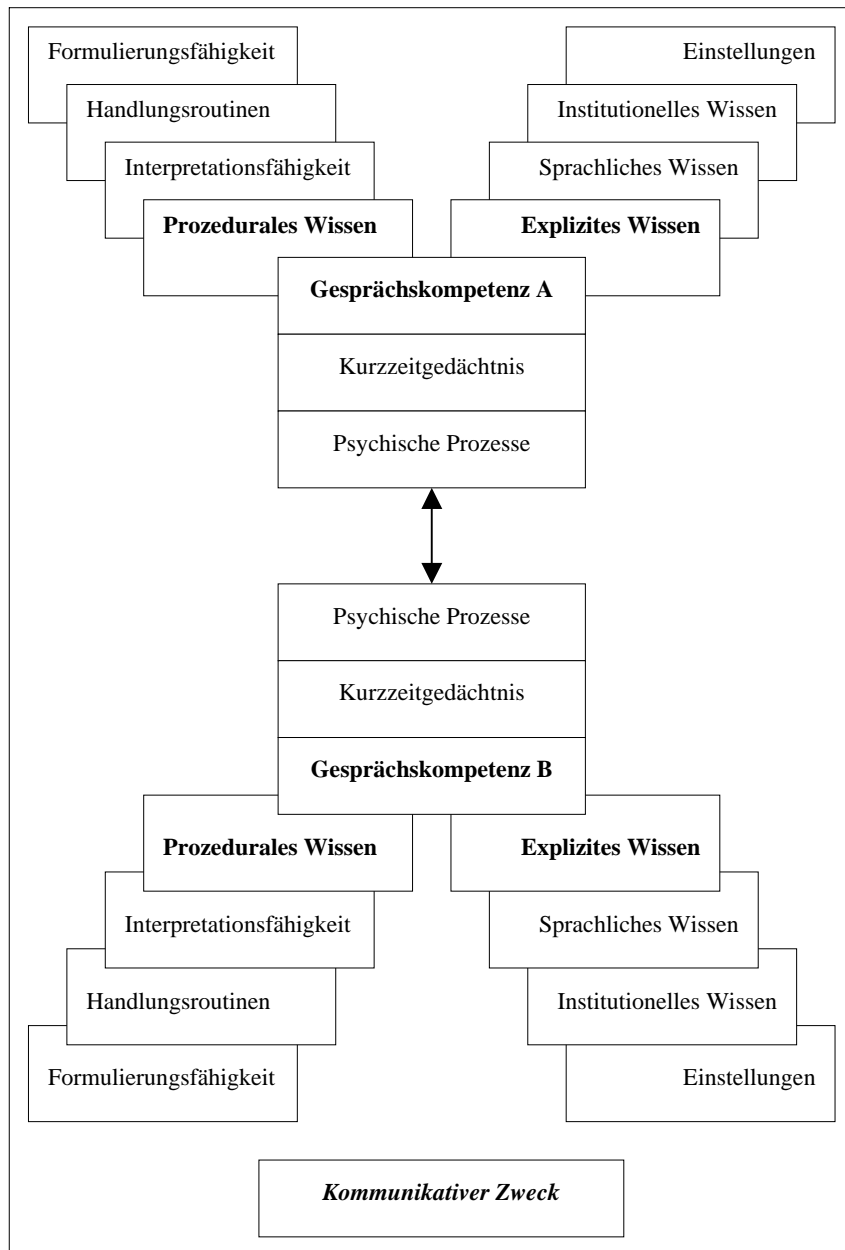 Formulierungsfähigkeit
Einstellungen
Handlungsroutinen
Institutionelles Wissen
Interpretationsfähigkeit
Sprachliches Wissen
Prozedurales Wissen
Explizites Wissen
Gesprächskompetenz A
Kurzzeitgedächtnis
Psychische Prozesse
Psychische Prozesse
Kurzzeitgedächtnis
Gesprächskompetenz B
Prozedurales Wissen
Explizites Wissen
Interpretationsfähigkeit
Sprachliches Wissen
Handlungsroutinen
Institutionelles Wissen
Formulierungsfähigkeit
Einstellungen
Kommunikativer Zweck